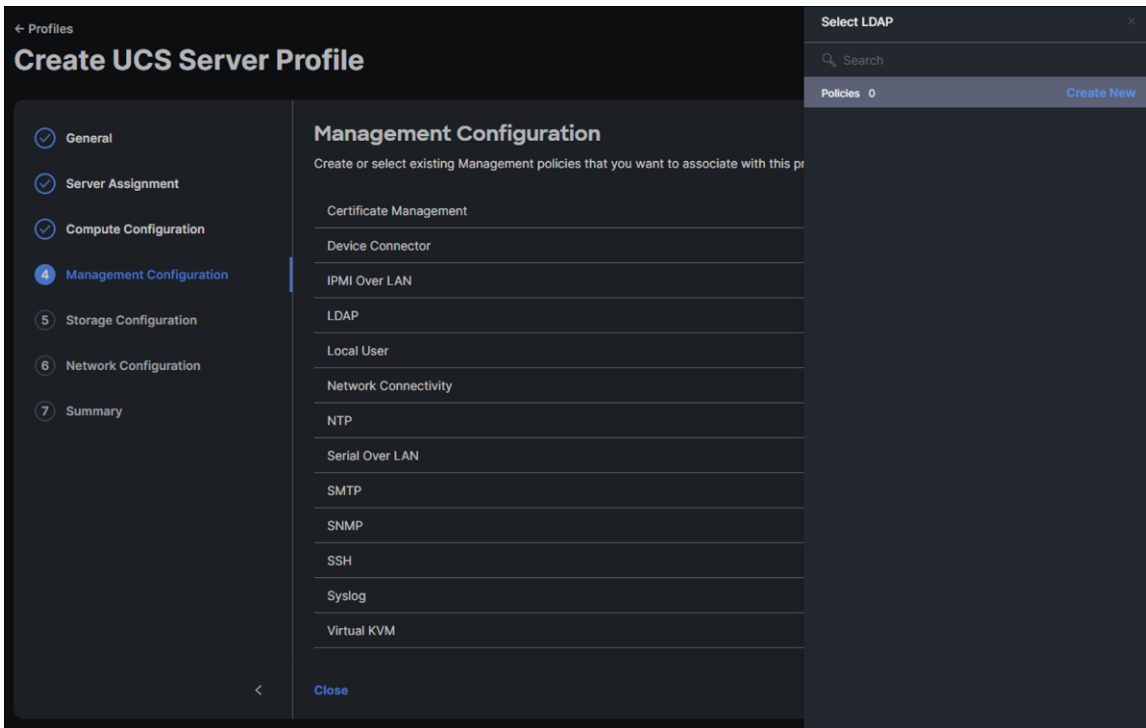 ← Profiles
Create UCS Server Profile
General
Server Assignment
Compute Configuration
4 Management Configuration
5 Storage Configuration
6 Network Configuration
7 Summary
Management Configuration
Create or select existing Management policies that you want to associate with this pr
Certificate Management
Device Connector
IPMI Over LAN
LDAP
Local User
Network Connectivity
NTP
Serial Over LAN
SMTP
SNMP
SSH
Syslog
Virtual KVM
Close
Select LDAP
Search
Policies 0 Create New